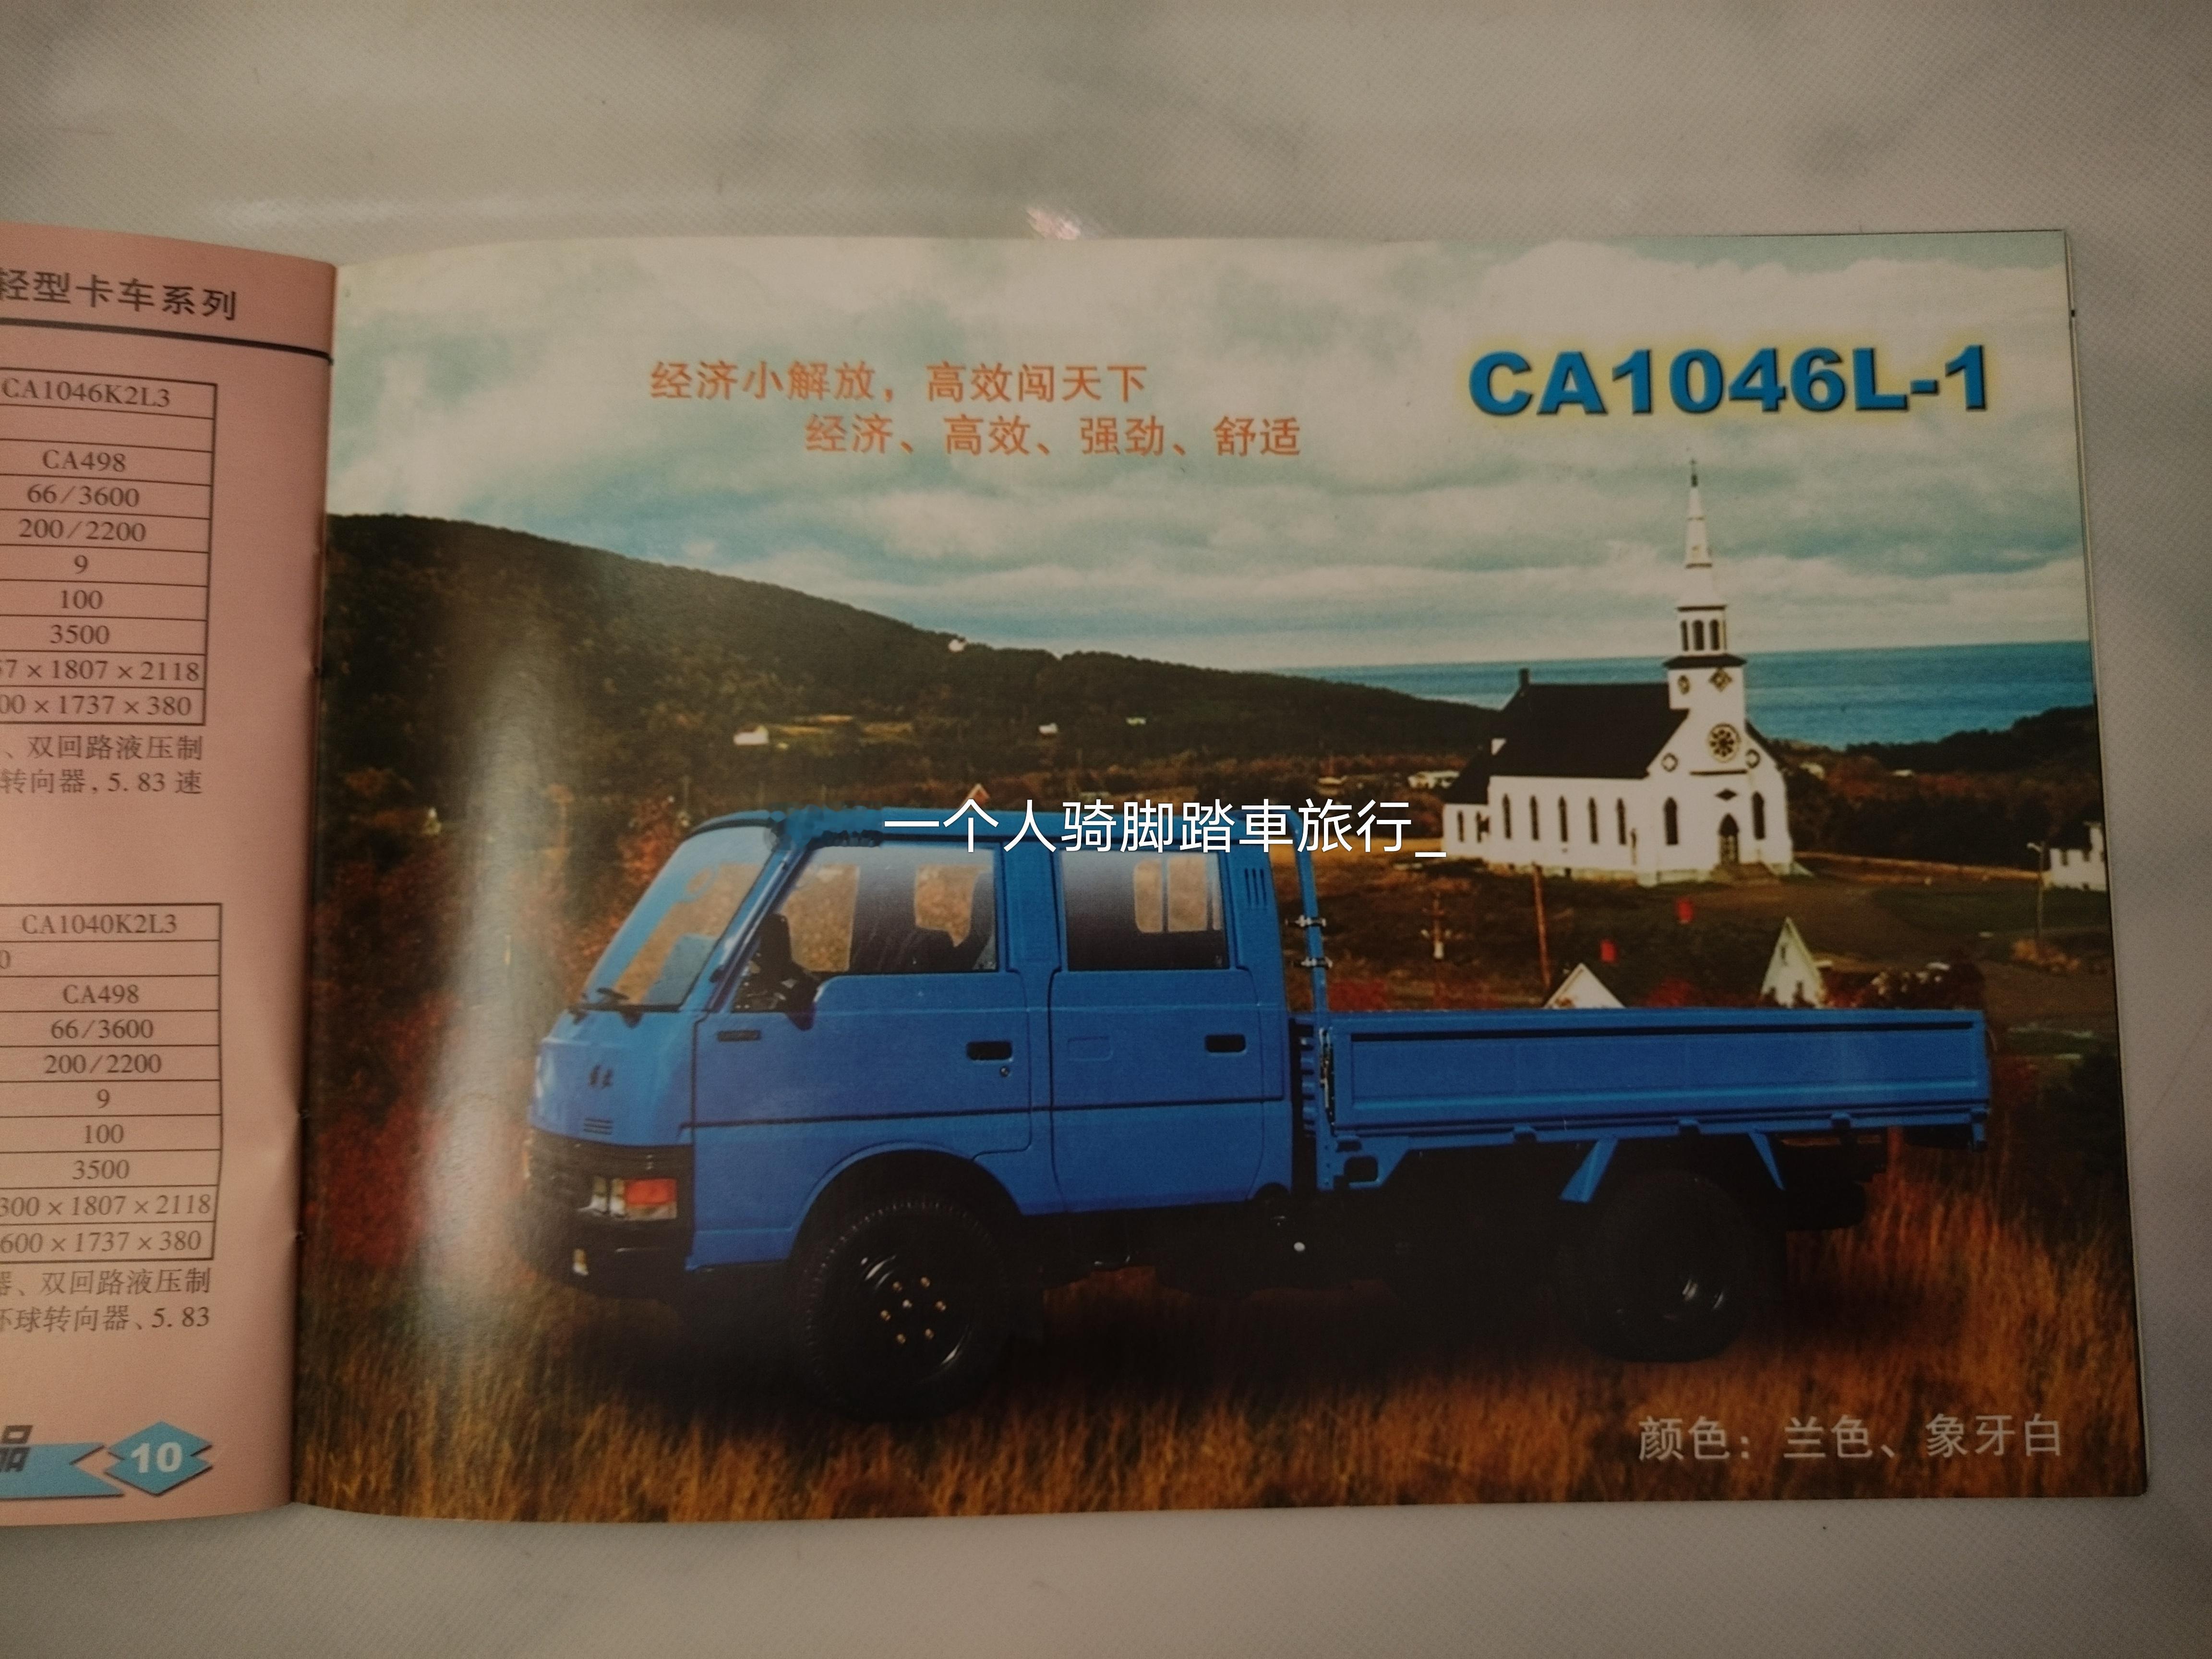 轻型卡车系列
CA1046K2L3
CA498
66/3600
200/2200
9
100
3500
7×1807×2118
00×1737×380
、双回路液压制
转向器,5.83速
CA1040K2L3
0
CA498
66/3600
200/2200
9
100
3500
300×1807×2118
600×1737×380
器、双回路液压制
环球转向器、5.83
品
10
经济小解放，高效闯天下
经济、高效、强劲、舒适
CA1046L-1
一个人骑脚踏車旅行_
颜色：兰色、象牙白